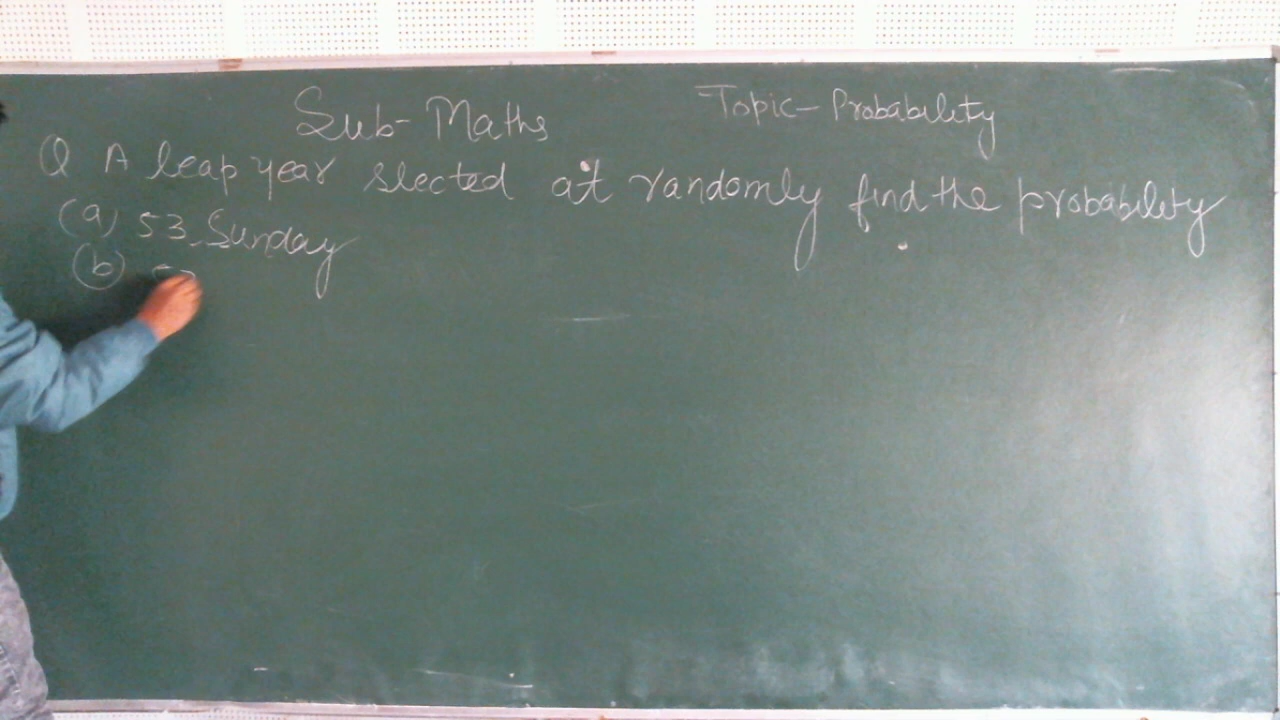 Sub-Maths Topic-Probability
Q A leap year slected at randomly find the probability
(a) 53 Sunday
(b)